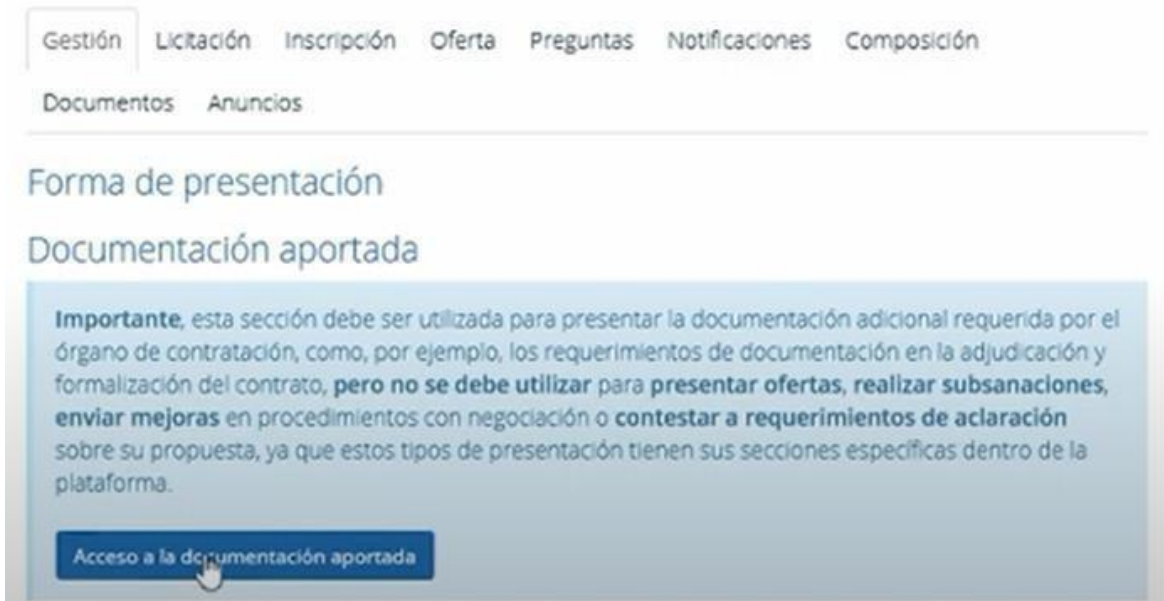 Gestión Licitación Inscripción Oferta Preguntas Notificaciones Composición
Documentos Anuncios
Forma de presentación
Documentación aportada
Importante, esta sección debe ser utilizada para presentar la documentación adicional requerida por el
órgano de contratación, como, por ejemplo, los requerimientos de documentación en la adjudicación y
formalización del contrato, pero no se debe utilizar para presentar ofertas, realizar subsanaciones,
enviar mejoras en procedimientos con negociación o contestar a requerimientos de aclaración
sobre su propuesta, ya que estos tipos de presentación tienen sus secciones específicas dentro de la
plataforma.
Acceso a la documentación aportada